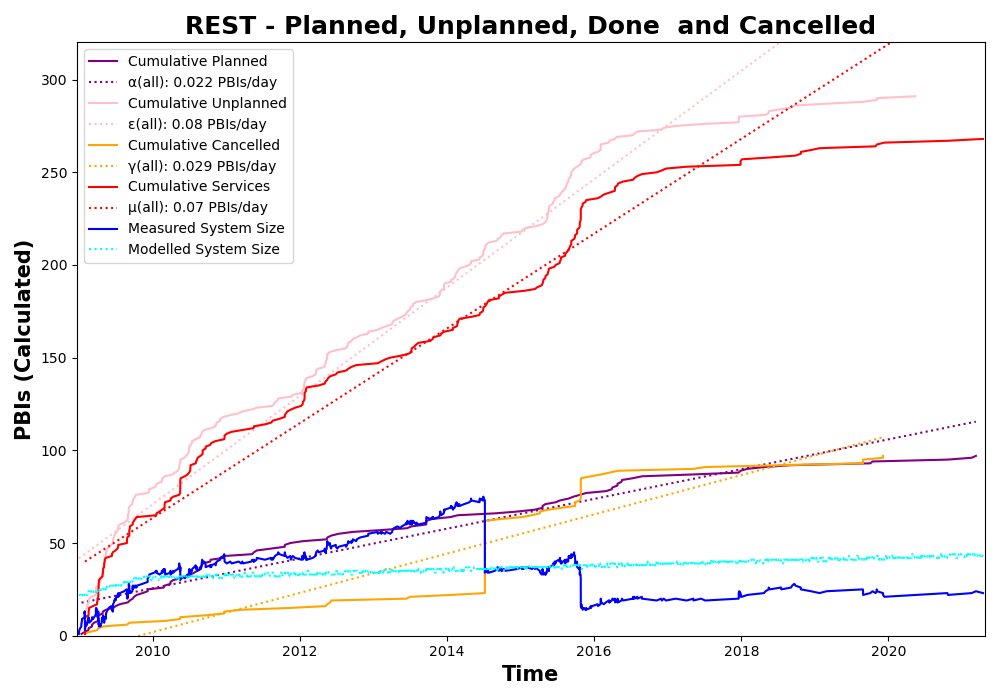 REST - Planned, Unplanned, Done  and Cancelled
Cumulative Planned
α(all): 0.022 PBIs/day
Cumulative Unplanned
ε(all): 0.08 PBIs/day
Cumulative Cancelled
γ(all): 0.029 PBIs/day
Cumulative Services
μ(all): 0.07 PBIs/day
Measured System Size
Modelled System Size
PBIs (Calculated)
300
250
200
150
100
50
0
2010 2012 2014 2016 2018 2020
Time